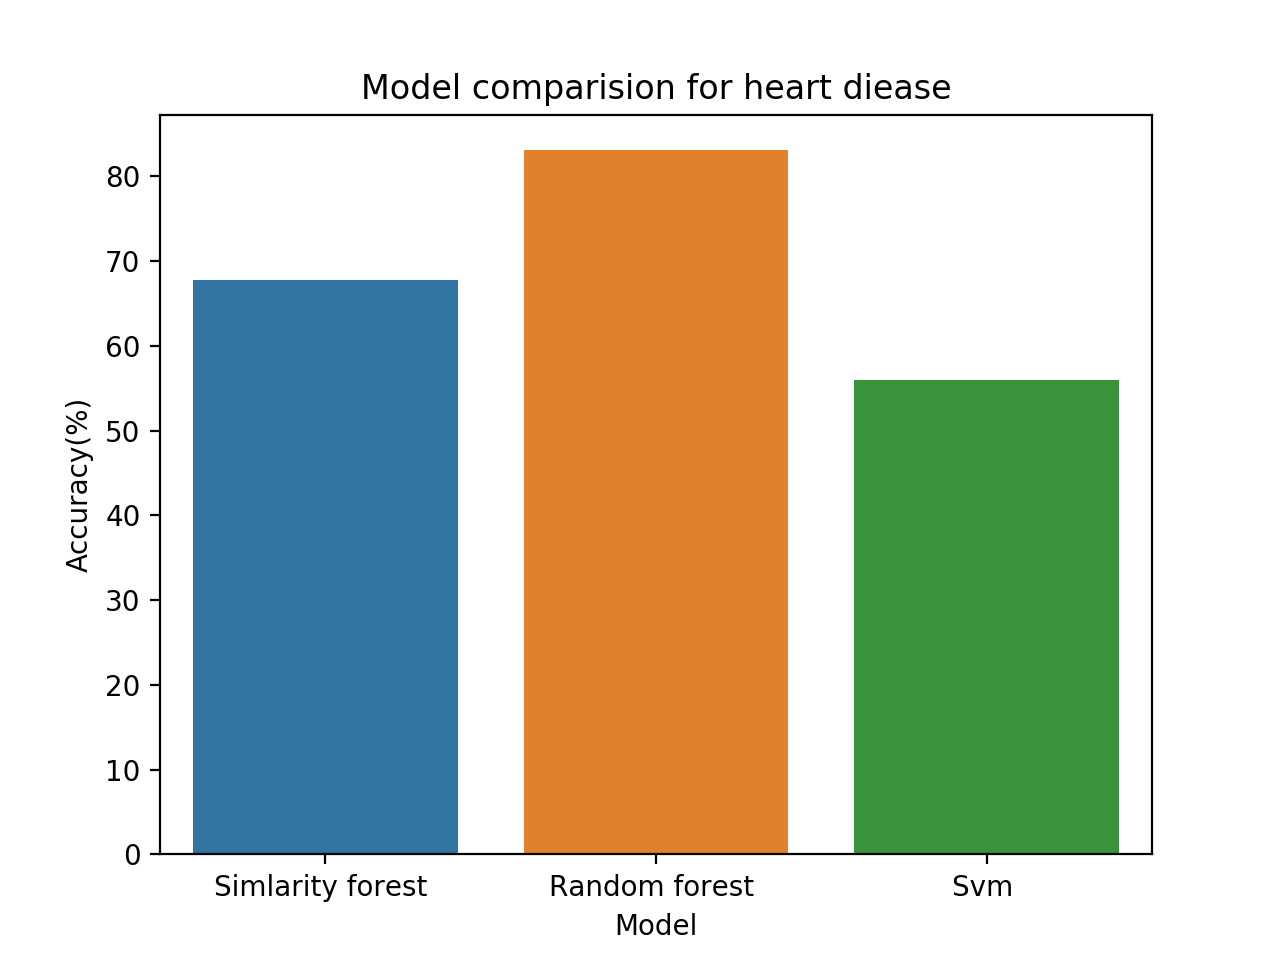 Model comparision for heart diease
80
70
60
50
40
30
20
10
0
Accuracy(%)
Simlarity forest
Random forest
Svm
Model